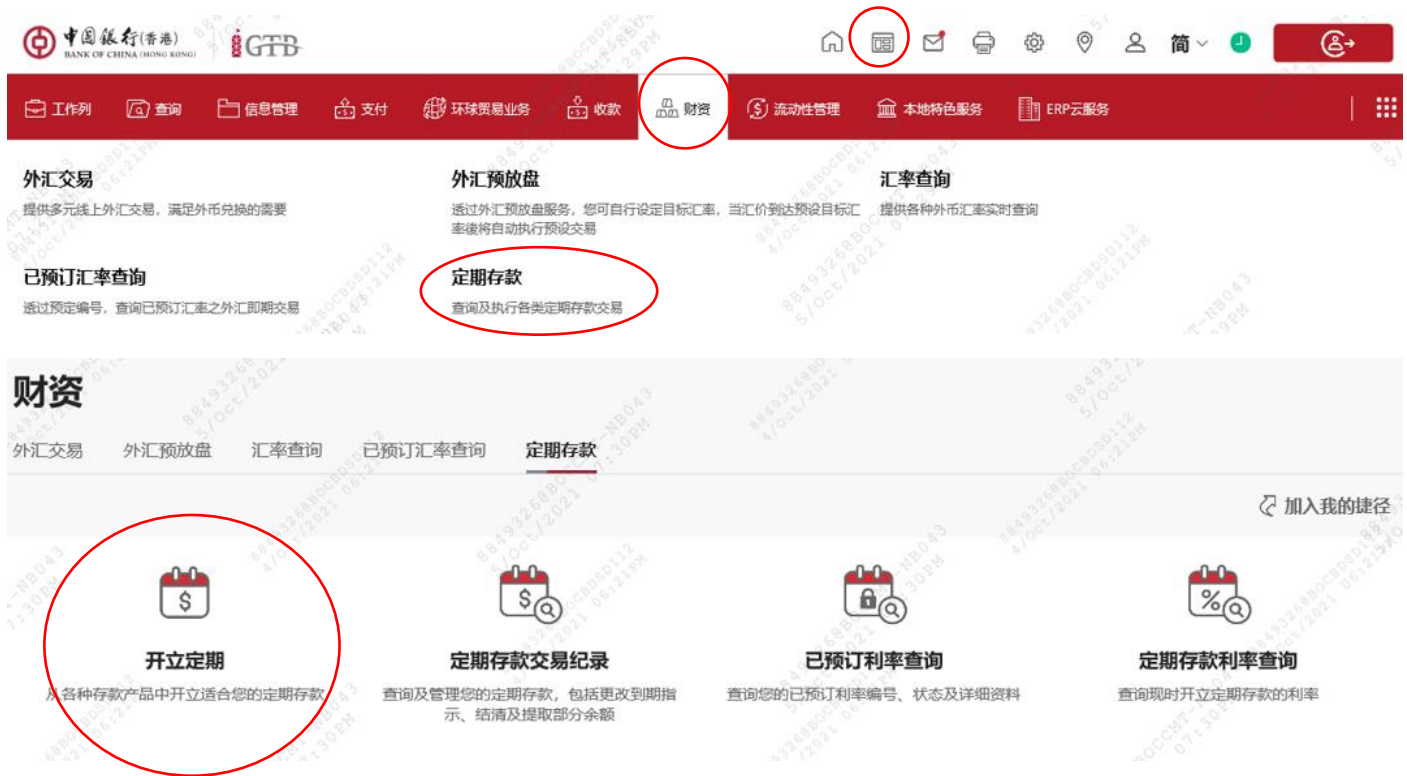 中国银行(香港)
BANK OF CHINA (HONG KONG)
iGTB
简
工作列 查询 信息管理 支付 环球贸易业务 收款 财资 流动性管理 本地特色服务 ERP云服务
外汇交易 外汇预放盘 汇率查询
提供多元线上外汇交易，满足外币兑换的需要 透过外汇预放盘服务，您可自行设定目标汇率，当汇价到达预设目标汇 提供各种外币汇率实时查询
率後将自动执行预设交易
已预订汇率查询 定期存款
透过预定编号，查询已预订汇率之外汇即期交易 查询及执行各类定期存款交易
财资
外汇交易 外汇预放盘 汇率查询 已预订汇率查询 定期存款
加入我的捷径
开立定期 定期存款交易纪录 已预订利率查询 定期存款利率查询
从各种存款产品中开立适合您的定期存款 查询及管理您的定期存款，包括更改到期指 查询您的已预订利率编号、状态及详细资料 查询现时开立定期存款的利率
示、结清及提取部分余额